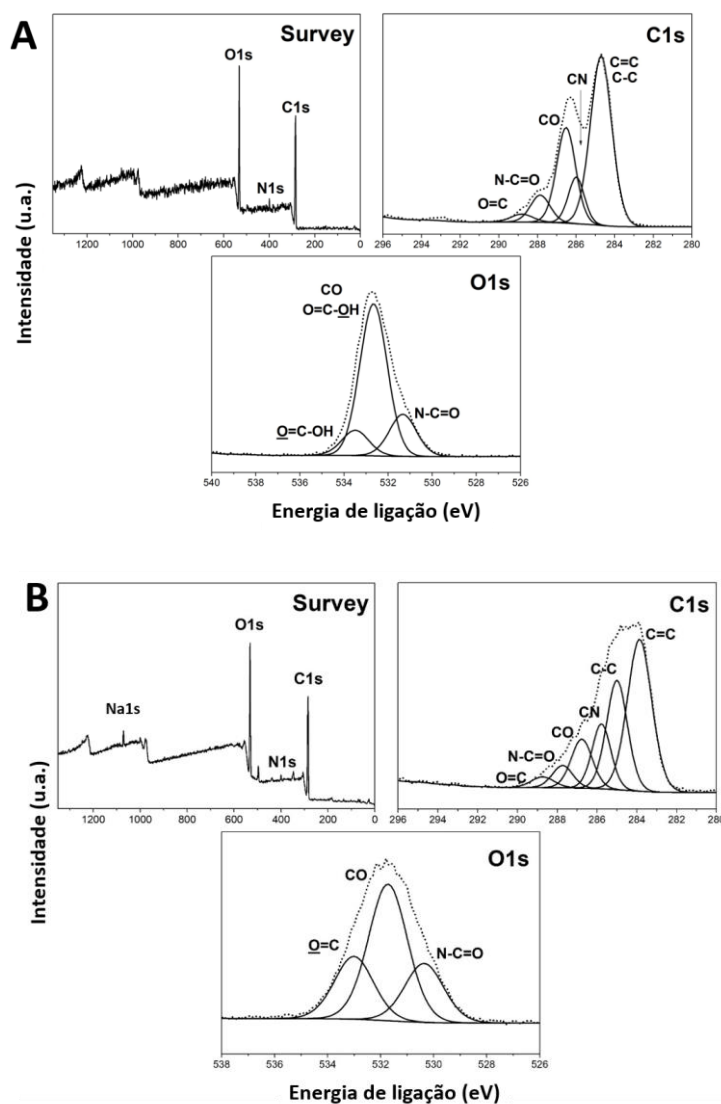 A
Survey
O1s
C1s
N1s
1200 1000 800 600 400 200 0
C1s
C=C
C-C
CN
CO
N-C=O
O=C
296 294 292 290 288 286 284 282 280
Intensidade (u.a.)
O1s
CO
O=C-OH
N-C=O
O=C-OH
540 538 536 534 532 530 528 526
Energia de ligação (eV)
B
Survey
O1s
C1s
Na1s
N1s
1200 1000 800 600 400 200 0
C1s
C=C
C-C
CN
CO
N-C=O
O=C
296 294 292 290 288 286 284 282 280
Intensidade (u.a.)
O1s
CO
O=C
N-C=O
538 536 534 532 530 528 526
Energia de ligação (eV)